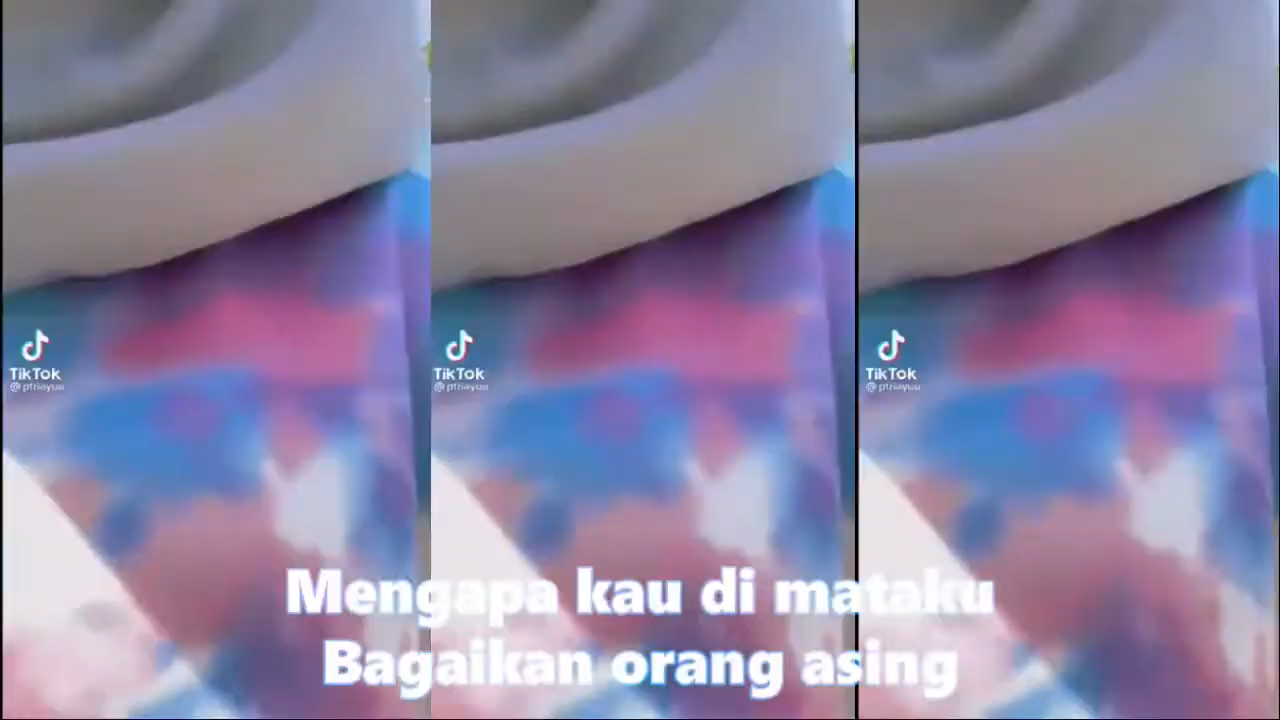 TikTok
TikTok
TikTok
Mengapa kau di mataku
Bagaikan orang asing